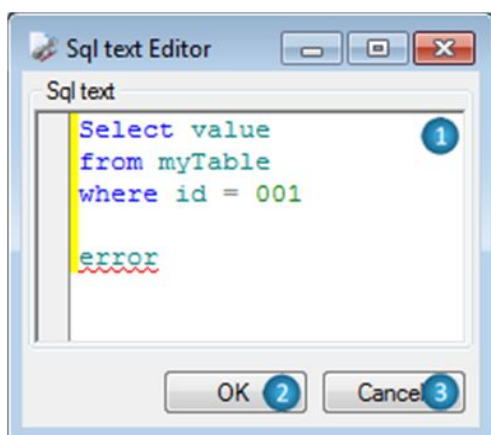 Sql text Editor
Sql text
Select value
from myTable
where id = 001
error
1
OK 2
Cancel 3